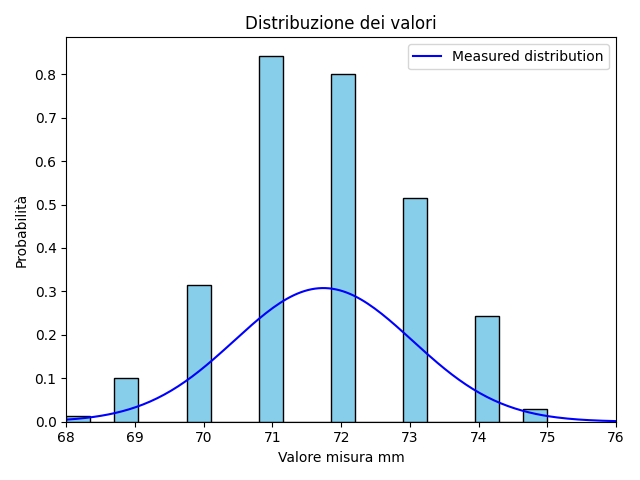 Distribuzione dei valori
Measured distribution
Probabilità
0.8
0.7
0.6
0.5
0.4
0.3
0.2
0.1
0.0
68 69 70 71 72 73 74 75 76
Valore misura mm